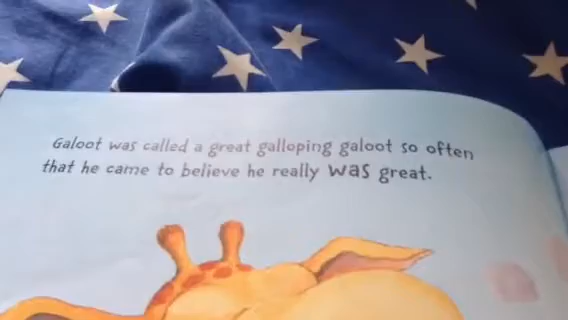 Galoot was called a great galloping galoot so often
that he came to believe he really was great.